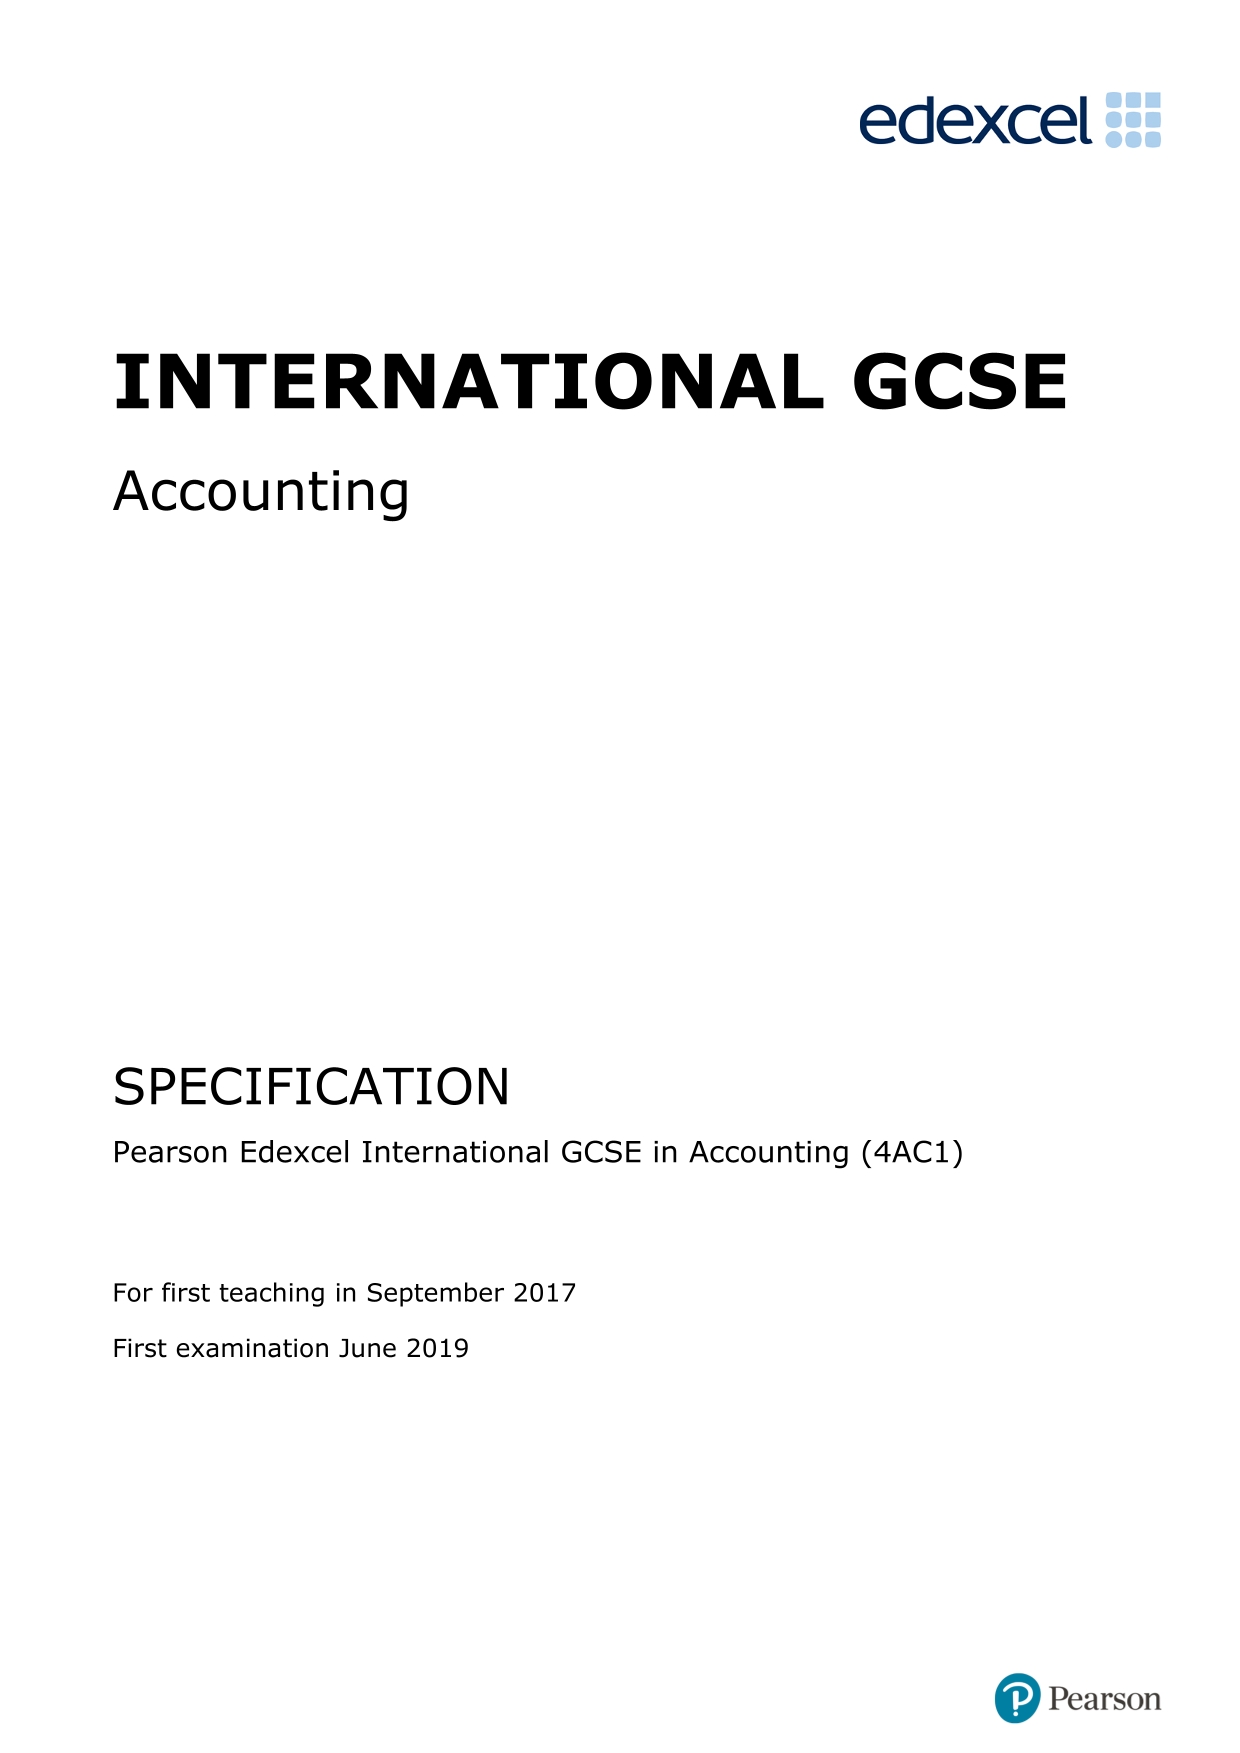 edexcel
INTERNATIONAL GCSE
Accounting
SPECIFICATION
Pearson Edexcel International GCSE in Accounting (4AC1)
For first teaching in September 2017
First examination June 2019
Pearson